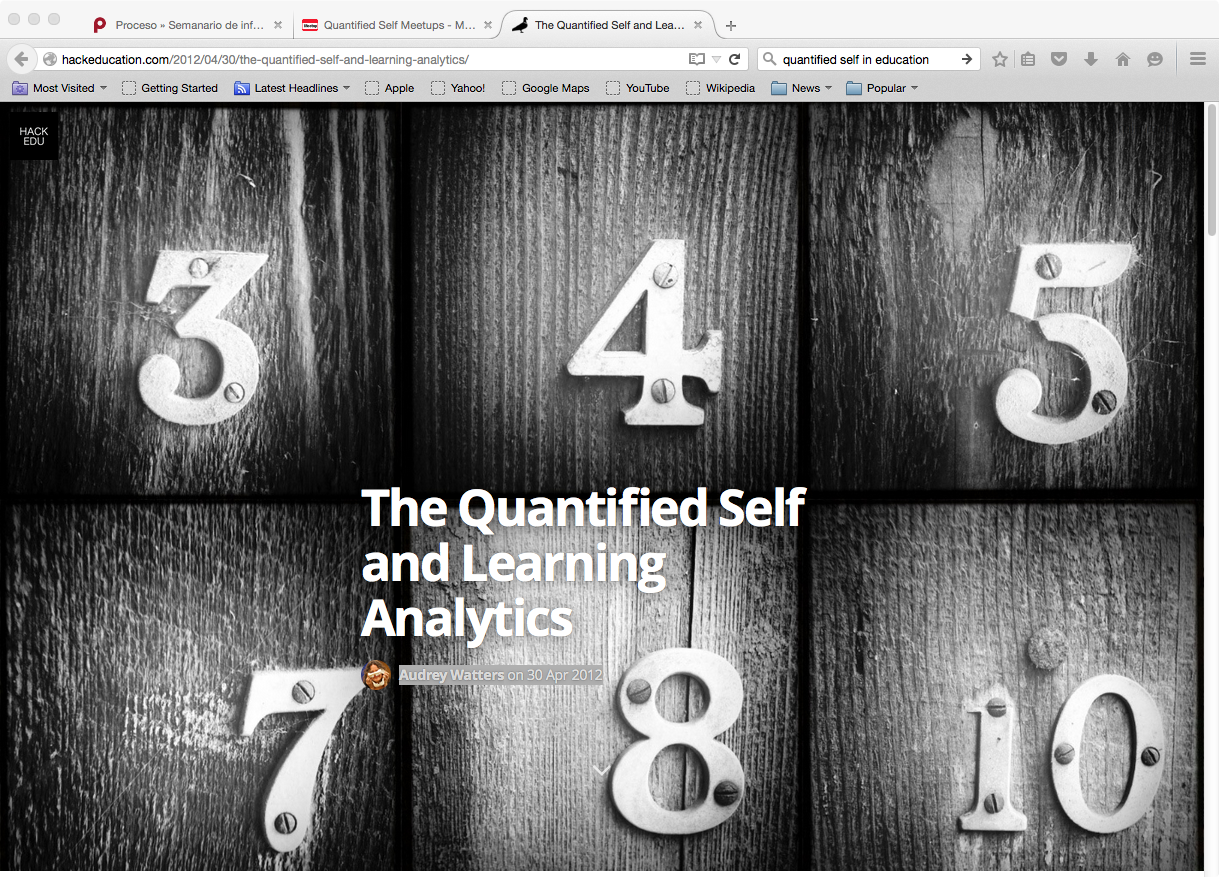 Proceso » Semanario de inf...
Quantified Self Meetups - M...
The Quantified Self and Lea...
hackeducation.com/2012/04/30/the-quantified-self-and-learning-analytics/
quantified self in education
Most Visited
Getting Started
Latest Headlines
Apple
Yahoo!
Google Maps
YouTube
Wikipedia
News
Popular
HACK
EDU
3
4
5
The Quantified Self
and Learning
Analytics
Audrey Watters on 30 Apr 2012
7
8
10